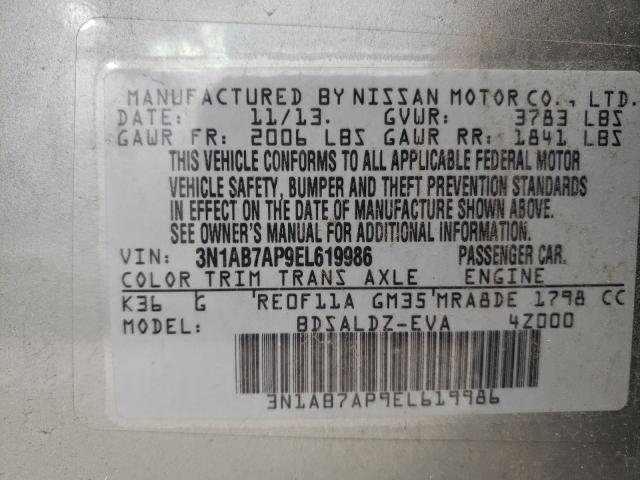 MANUFACTURED BY NISSAN MOTOR CO., LTD.
DATE: 11/13. GVWR: 3783 LBS
GAWR FR: 2006 LBS GAWR RR: 1841 LBS
THIS VEHICLE CONFORMS TO ALL APPLICABLE FEDERAL MOTOR
VEHICLE SAFETY, BUMPER AND THEFT PREVENTION STANDARDS
IN EFFECT ON THE DATE OF MANUFACTURE SHOWN ABOVE.
SEE OWNER'S MANUAL FOR ADDITIONAL INFORMATION.
VIN: 3N1AB7AP9EL619986 PASSENGER CAR.
COLOR TRIM TRANS AXLE ENGINE
K36 G RE0F11A GM35 MRA8DE 1798 CC
MODEL: BDSALDZ-EVA 4Z000
3N1AB7AP9EL619986